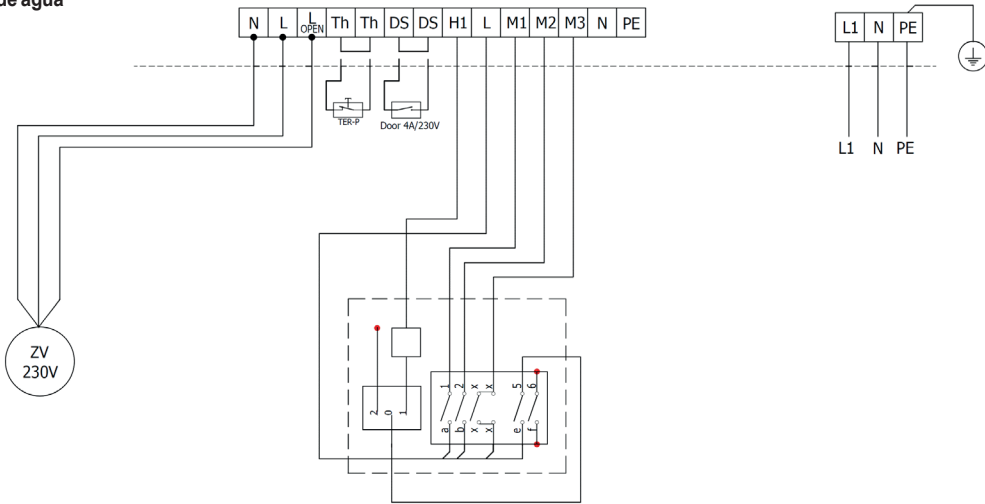 de agua
N L L OPEN Th Th DS DS H1 L M1 M2 M3 N PE
L1 N PE
TER-P
Door 4A/230V
L1 N PE
ZV
230V
1 2 x x 5 6
2 0 1
a b x x e f